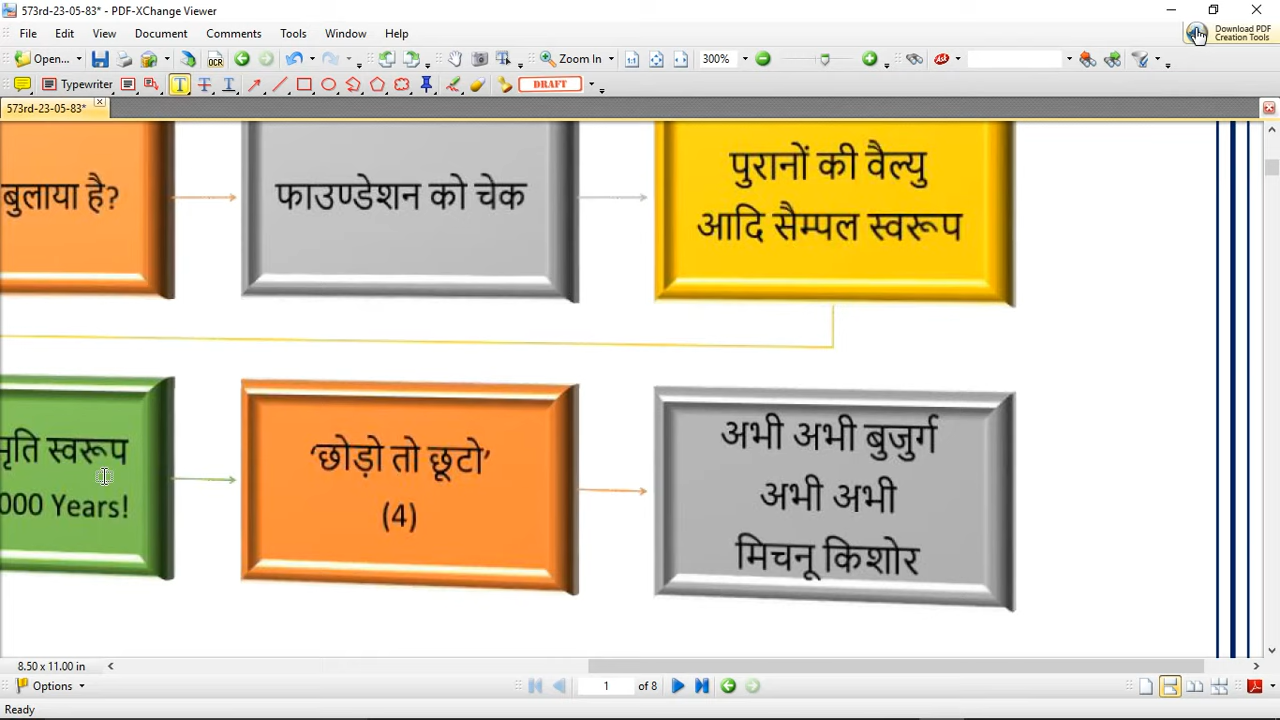 573rd-23-05-83* - PDF-XChange Viewer
File Edit View Document Comments Tools Window Help
Download PDF
Creation Tools
Open... OCR Zoom In 300%
Typewriter DRAFT
573rd-23-05-83*
बुलाया है?
फाउण्डेशन को चेक
पुरानों की वैल्यु
आदि सैम्पल स्वरूप
मृति स्वरूप
000 Years!
‘छोड़ो तो छूटो’
(4)
अभी अभी बुजुर्ग
अभी अभी
मिचनू किशोर
8.50 x 11.00 in
Options 1 of 8
Ready